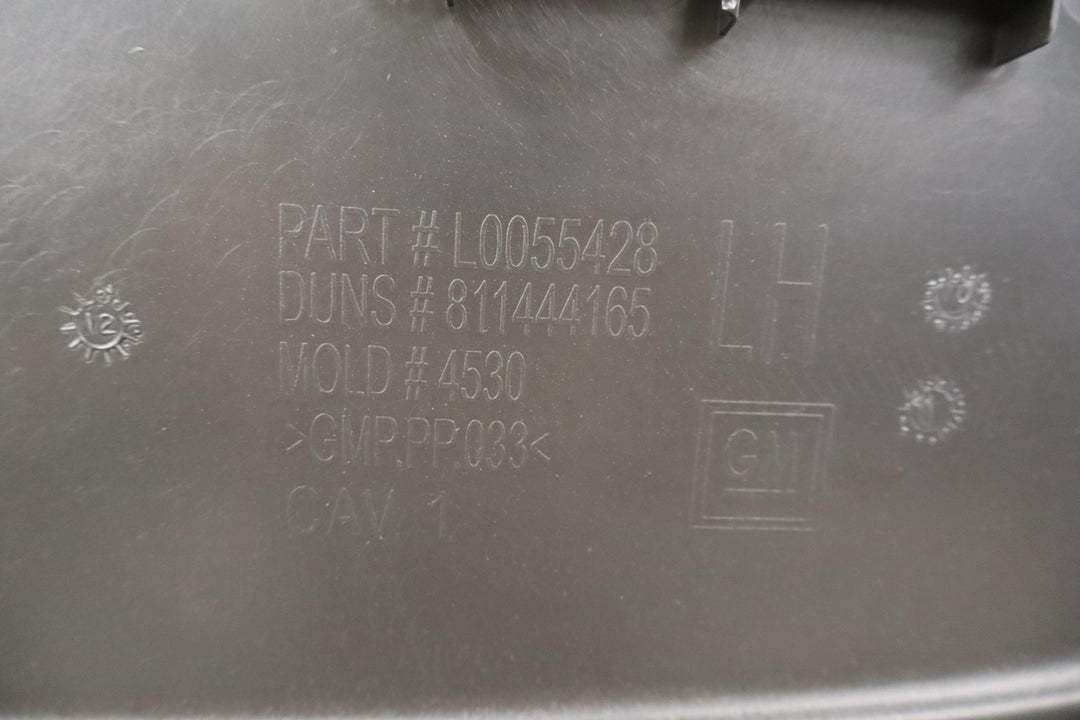 PART # L0055428
DUNS # 811444165
MOLD # 4530
>GMP.PP.033<
CAV 1
LH
GM
12